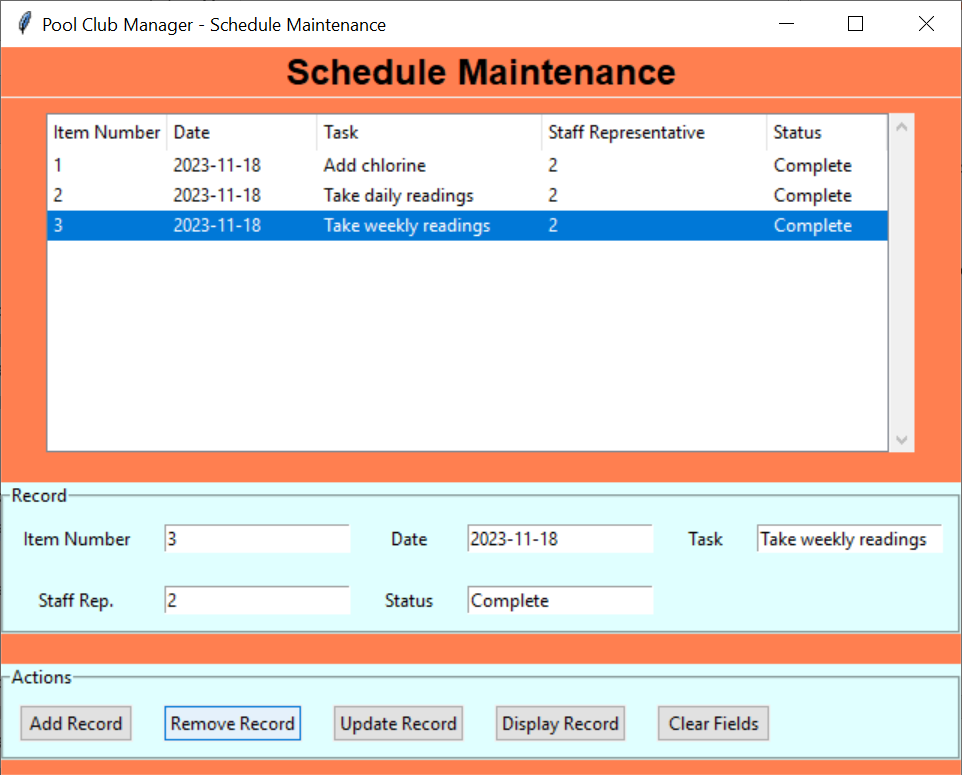 Pool Club Manager - Schedule Maintenance
Schedule Maintenance
Item Number Date Task Staff Representative Status
1 2023-11-18 Add chlorine 2 Complete
2 2023-11-18 Take daily readings 2 Complete
3 2023-11-18 Take weekly readings 2 Complete
Record
Item Number 3 Date 2023-11-18 Task Take weekly readings
Staff Rep. 2 Status Complete
Actions
Add Record Remove Record Update Record Display Record Clear Fields